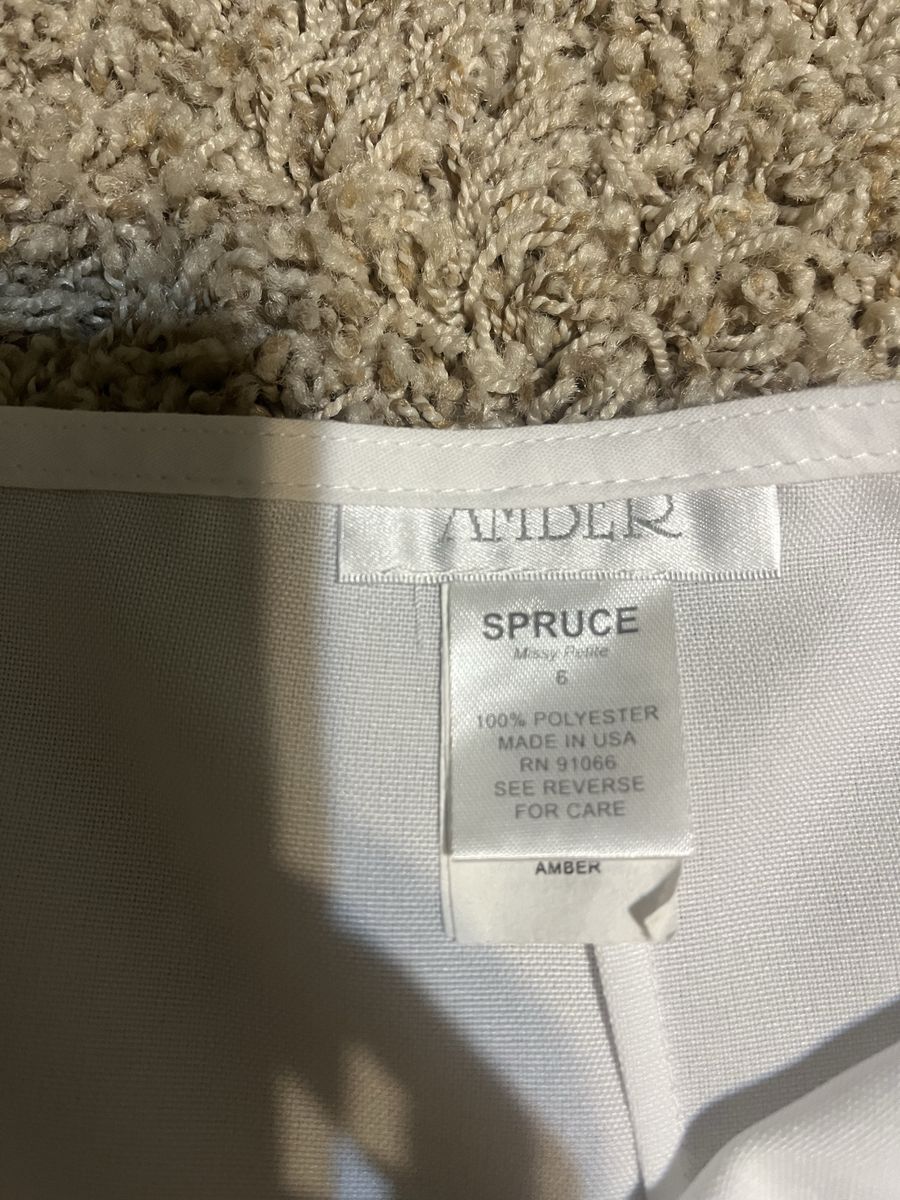 AMBER
SPRUCE
Missy Petite
6
100% POLYESTER
MADE IN USA
RN 91066
SEE REVERSE
FOR CARE
AMBER